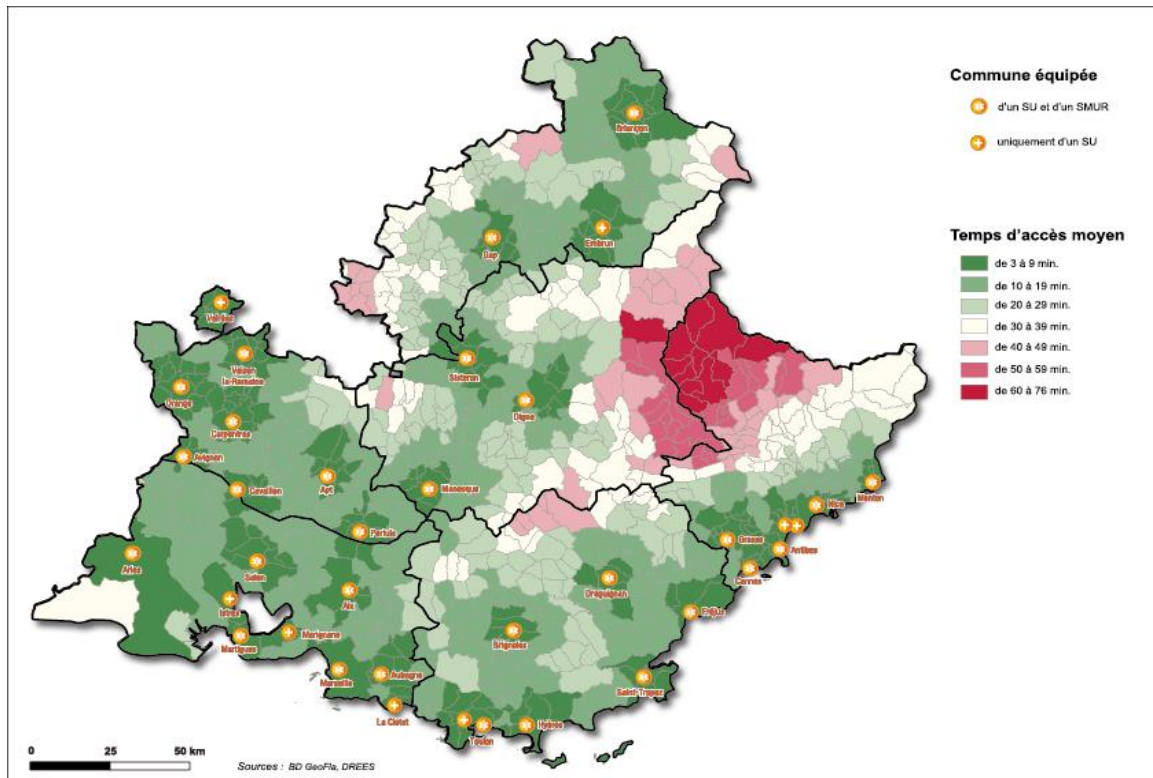 Commune équipée
d'un SU et d'un SMUR
uniquement d'un SU
Temps d'accès moyen
de 3 à 9 min.
de 10 à 19 min.
de 20 à 29 min.
de 30 à 39 min.
de 40 à 49 min.
de 50 à 59 min.
de 60 à 76 min.
Briançon
Embrun
Gap
Valréas
Vaison
la-Romaine
Sisteron
Orange
Digne
Carpentras
Avignon
Apt
Manosque
Cavaillon
Menton
Nice
Pertuis
Grasse
Antibes
Arles
Salon
Cannes
Draguignan
Aix
Istres
Fréjus
Brignoles
Marignane
Martigues
Marseille
Aubagne
Saint-Tropez
La Ciotat
Toulon
Hyères
0 25 50 km
Sources : BD GeoFla, DREES